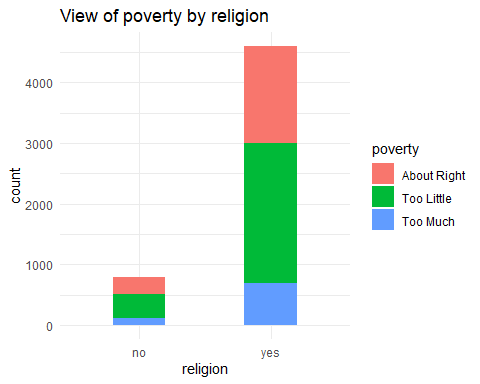 View of poverty by religion
4000
3000
2000
1000
0
count
no yes
religion
poverty
About Right
Too Little
Too Much